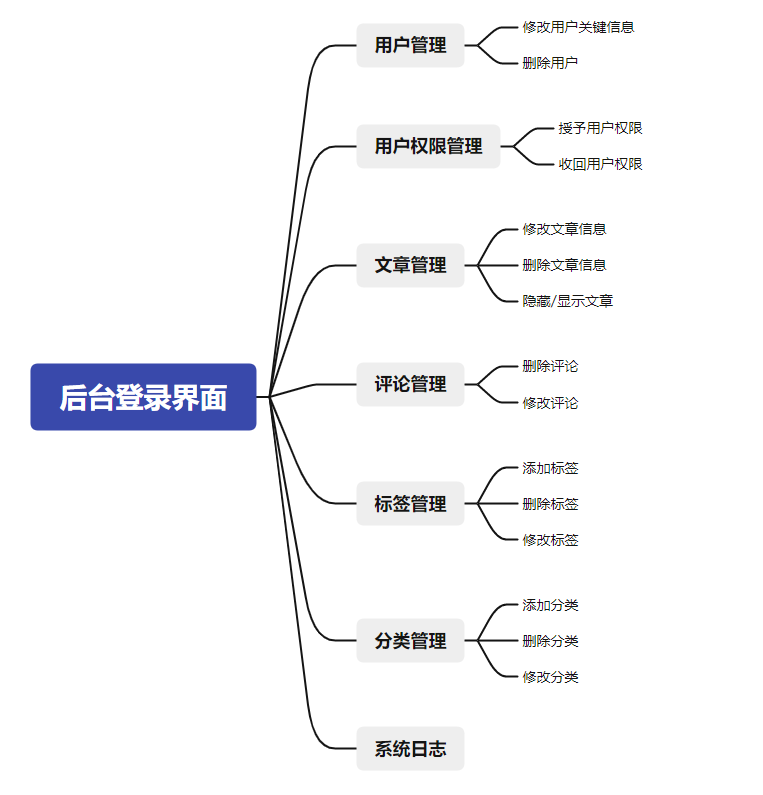 后台登录界面
用户管理
修改用户关键信息
删除用户
用户权限管理
授予用户权限
收回用户权限
文章管理
修改文章信息
删除文章信息
隐藏/显示文章
评论管理
删除评论
修改评论
标签管理
添加标签
删除标签
修改标签
分类管理
添加分类
删除分类
修改分类
系统日志